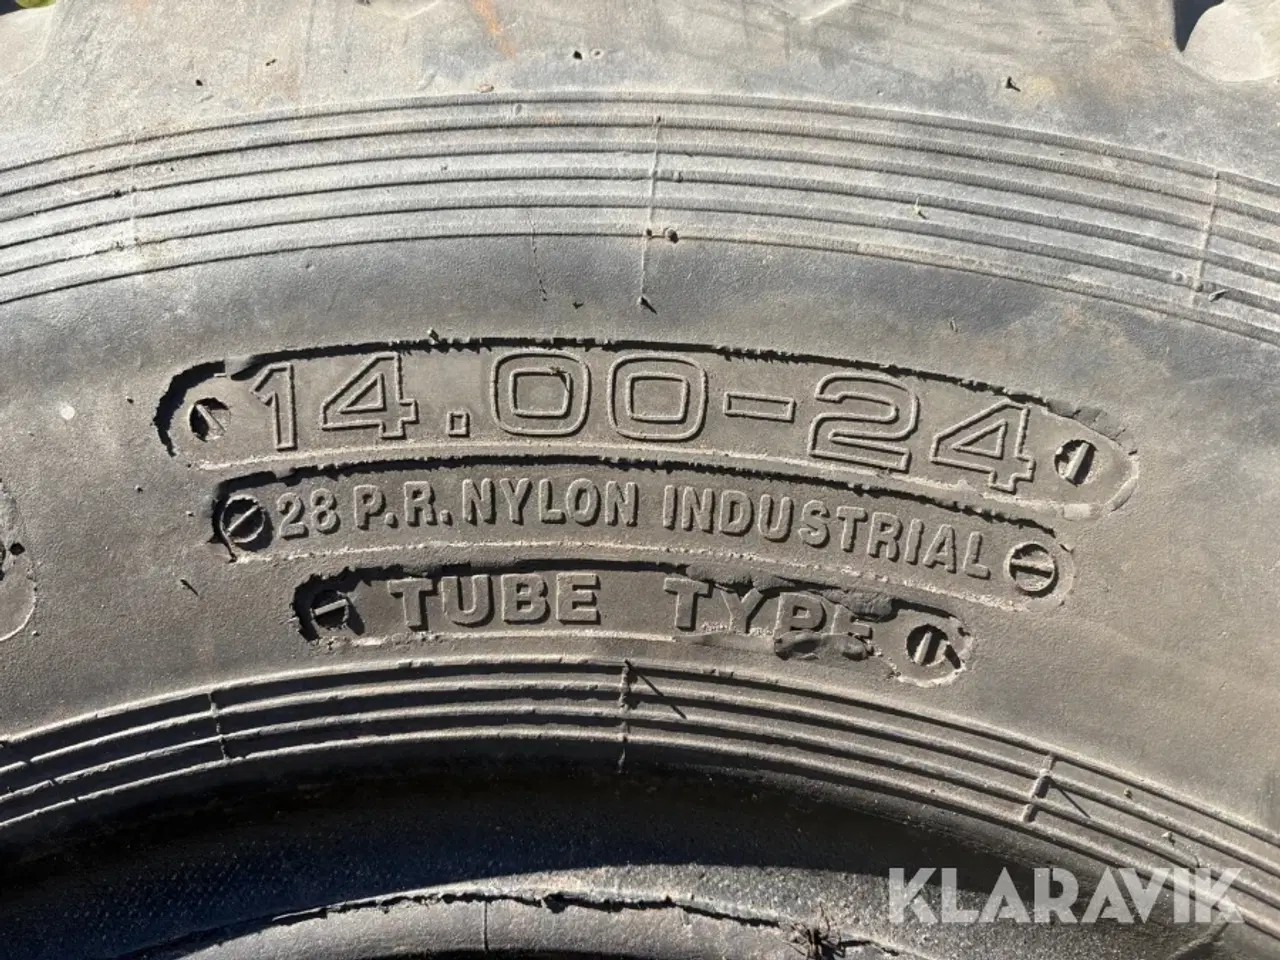 14.00-24
28 P.R. NYLON INDUSTRIAL
TUBE TYPE
KLARAVIK